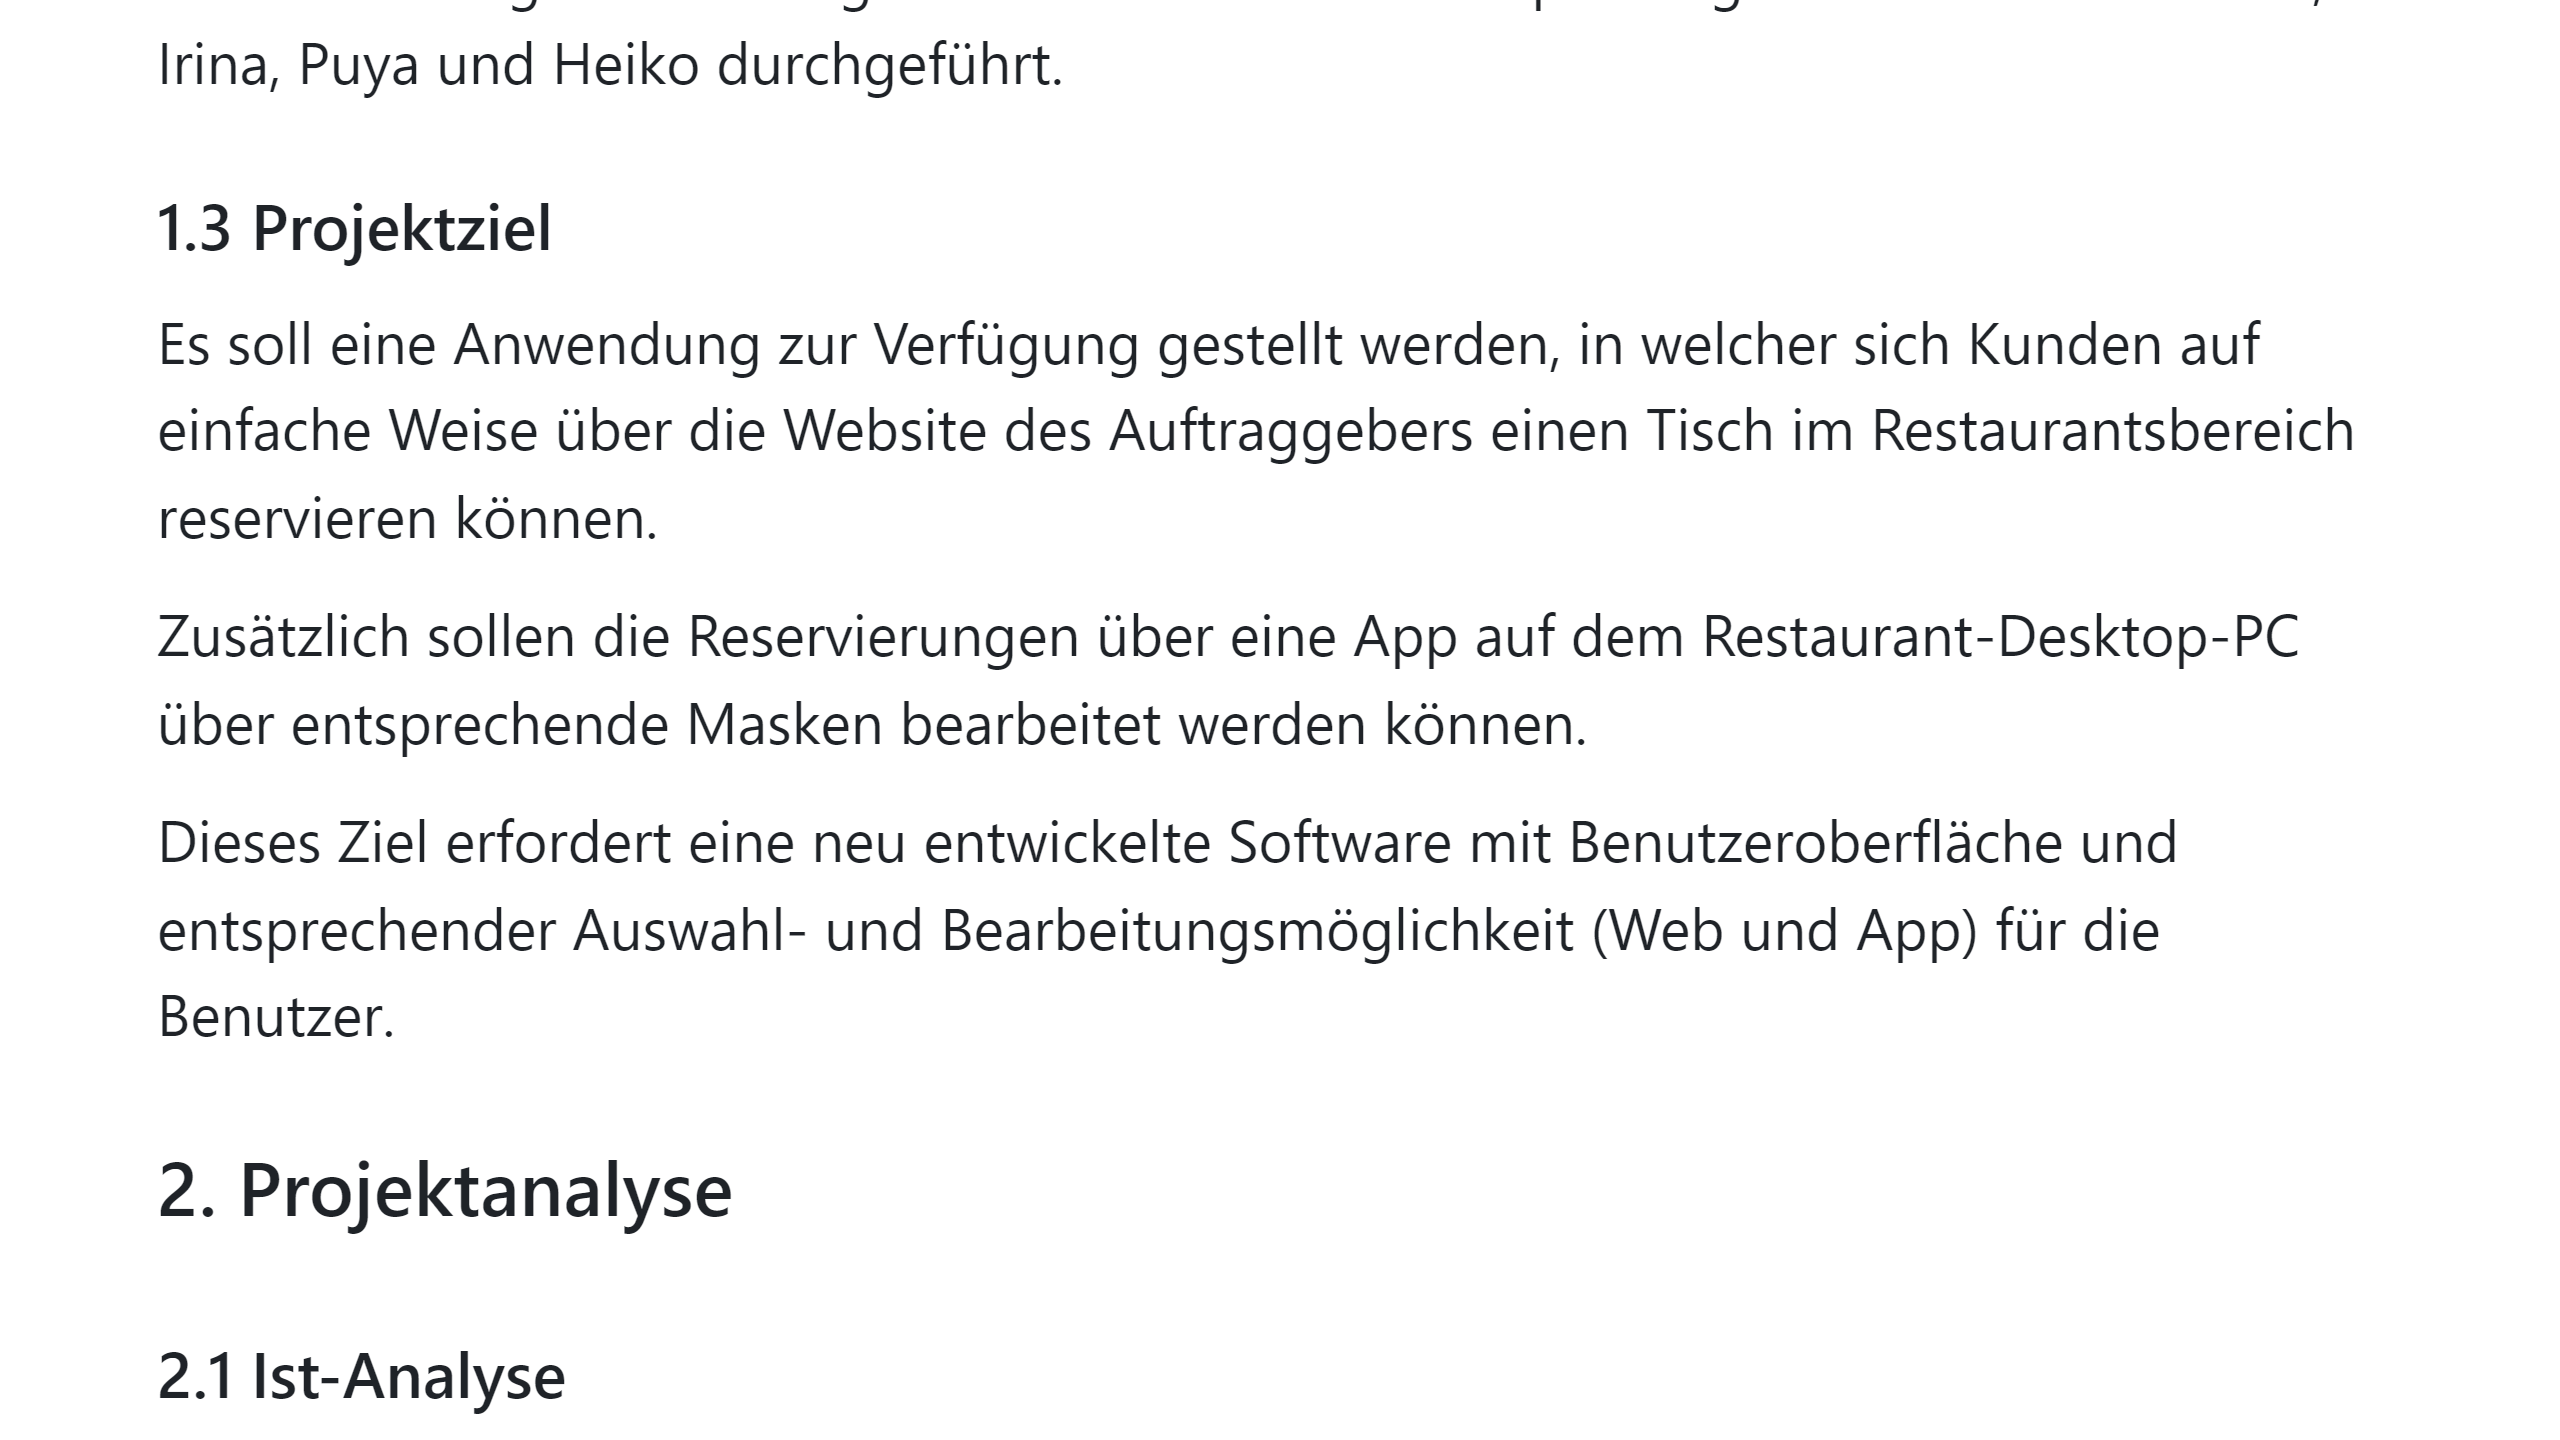 Irina, Puya und Heiko durchgeführt.
1.3 Projektziel
Es soll eine Anwendung zur Verfügung gestellt werden, in welcher sich Kunden auf
einfache Weise über die Website des Auftraggebers einen Tisch im Restaurantsbereich
reservieren können.
Zusätzlich sollen die Reservierungen über eine App auf dem Restaurant-Desktop-PC
über entsprechende Masken bearbeitet werden können.
Dieses Ziel erfordert eine neu entwickelte Software mit Benutzeroberfläche und
entsprechender Auswahl- und Bearbeitungsmöglichkeit (Web und App) für die
Benutzer.
2. Projektanalyse
2.1 Ist-Analyse